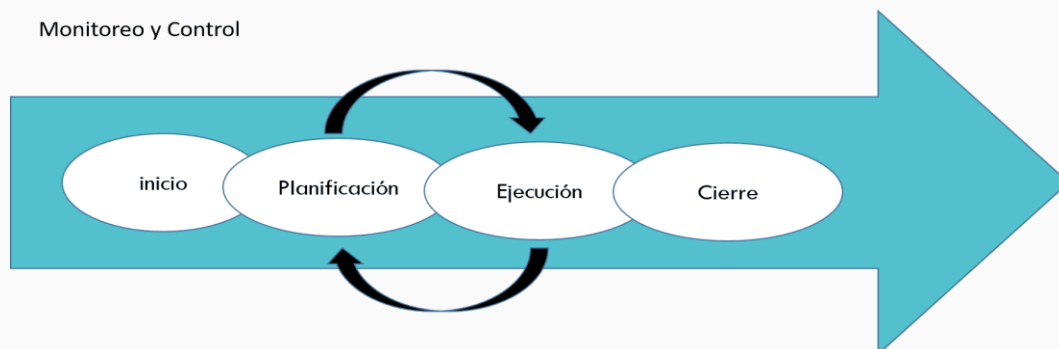 Monitoreo y Control
inicio
Planificación
Ejecución
Cierre